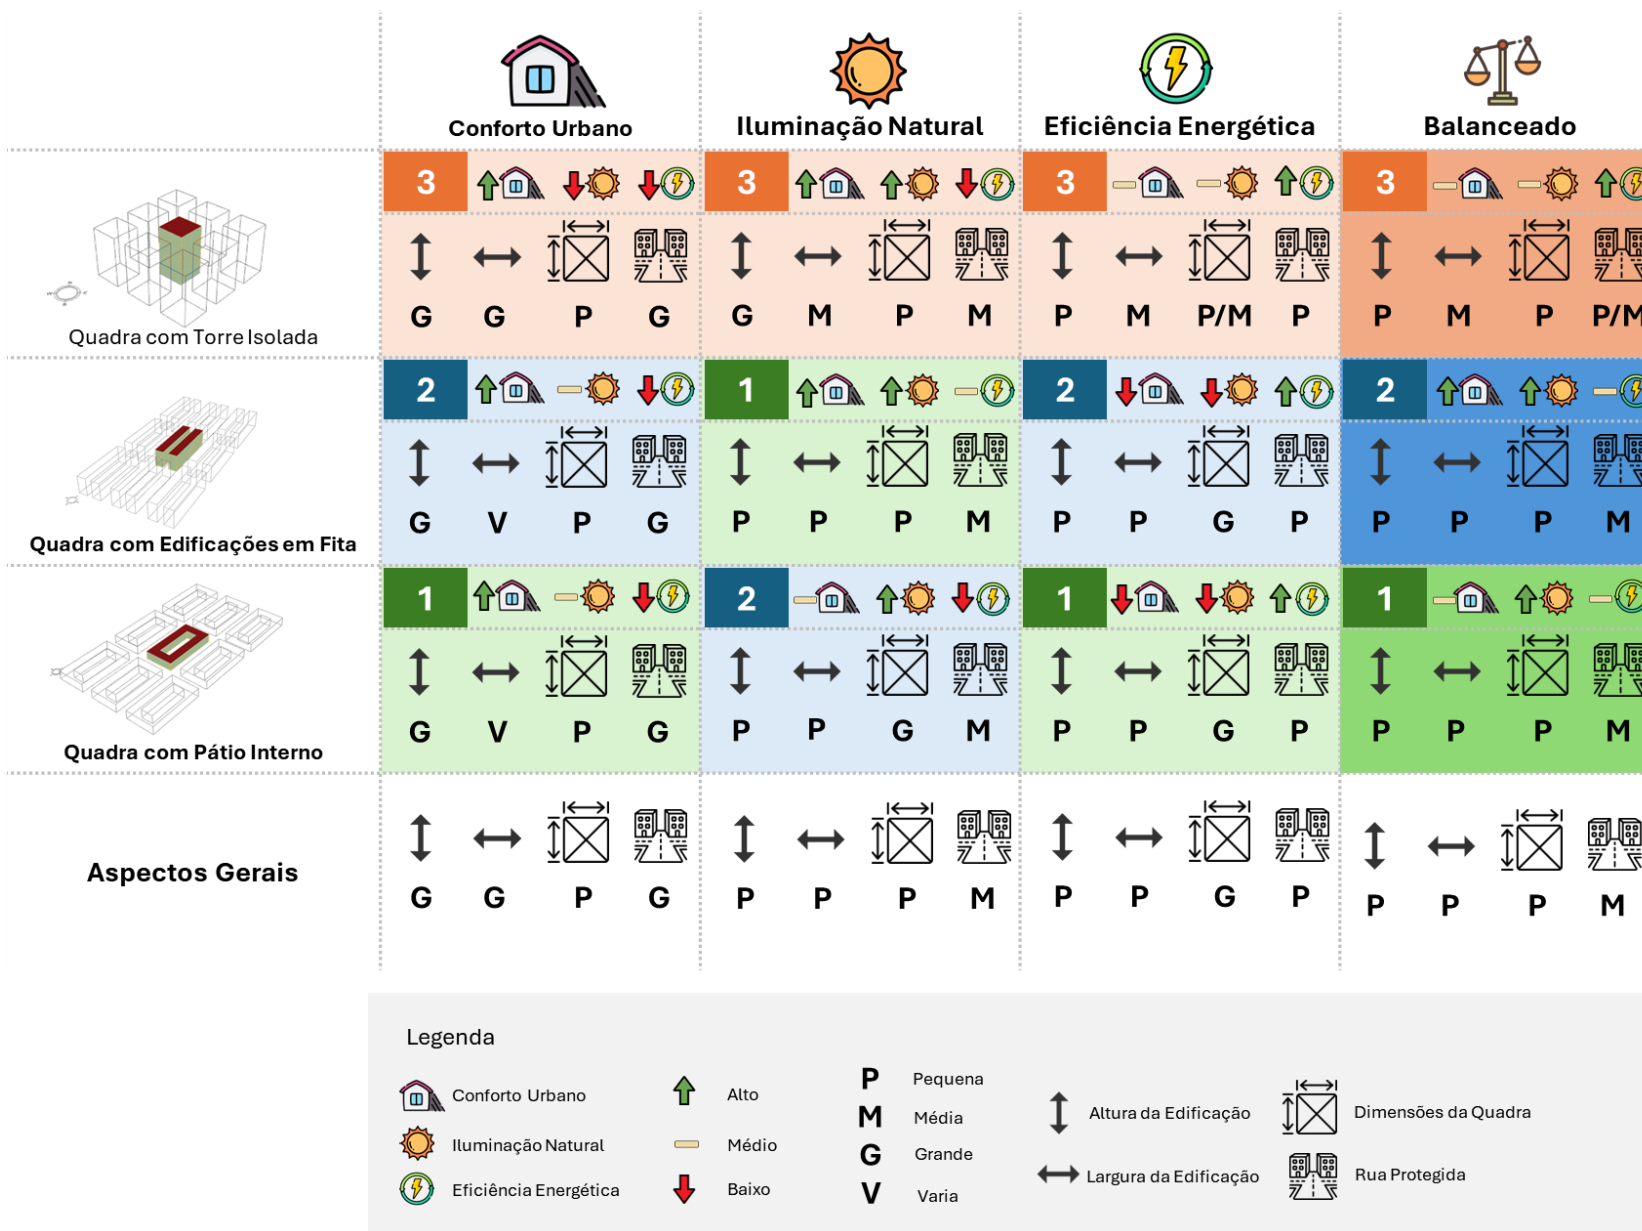 Conforto Urbano
Iluminação Natural
Eficiência Energética
Balanceado
3
3
3
3
G G P G
G M P M
P M P/M P
P M P P/M
Quadra com Torre Isolada
2
1
2
2
G V P G
P P P M
P P G P
P P P M
Quadra com Edificações em Fita
1
2
1
1
G V P G
P P G M
P P G P
P P P M
Quadra com Pátio Interno
Aspectos Gerais
G G P G
P P P M
P P G P
P P P M
Legenda
Conforto Urbano
Iluminação Natural
Eficiência Energética
Alto
Médio
Baixo
P Pequena
M Média
G Grande
V Varia
Altura da Edificação
Largura da Edificação
Dimensões da Quadra
Rua Protegida